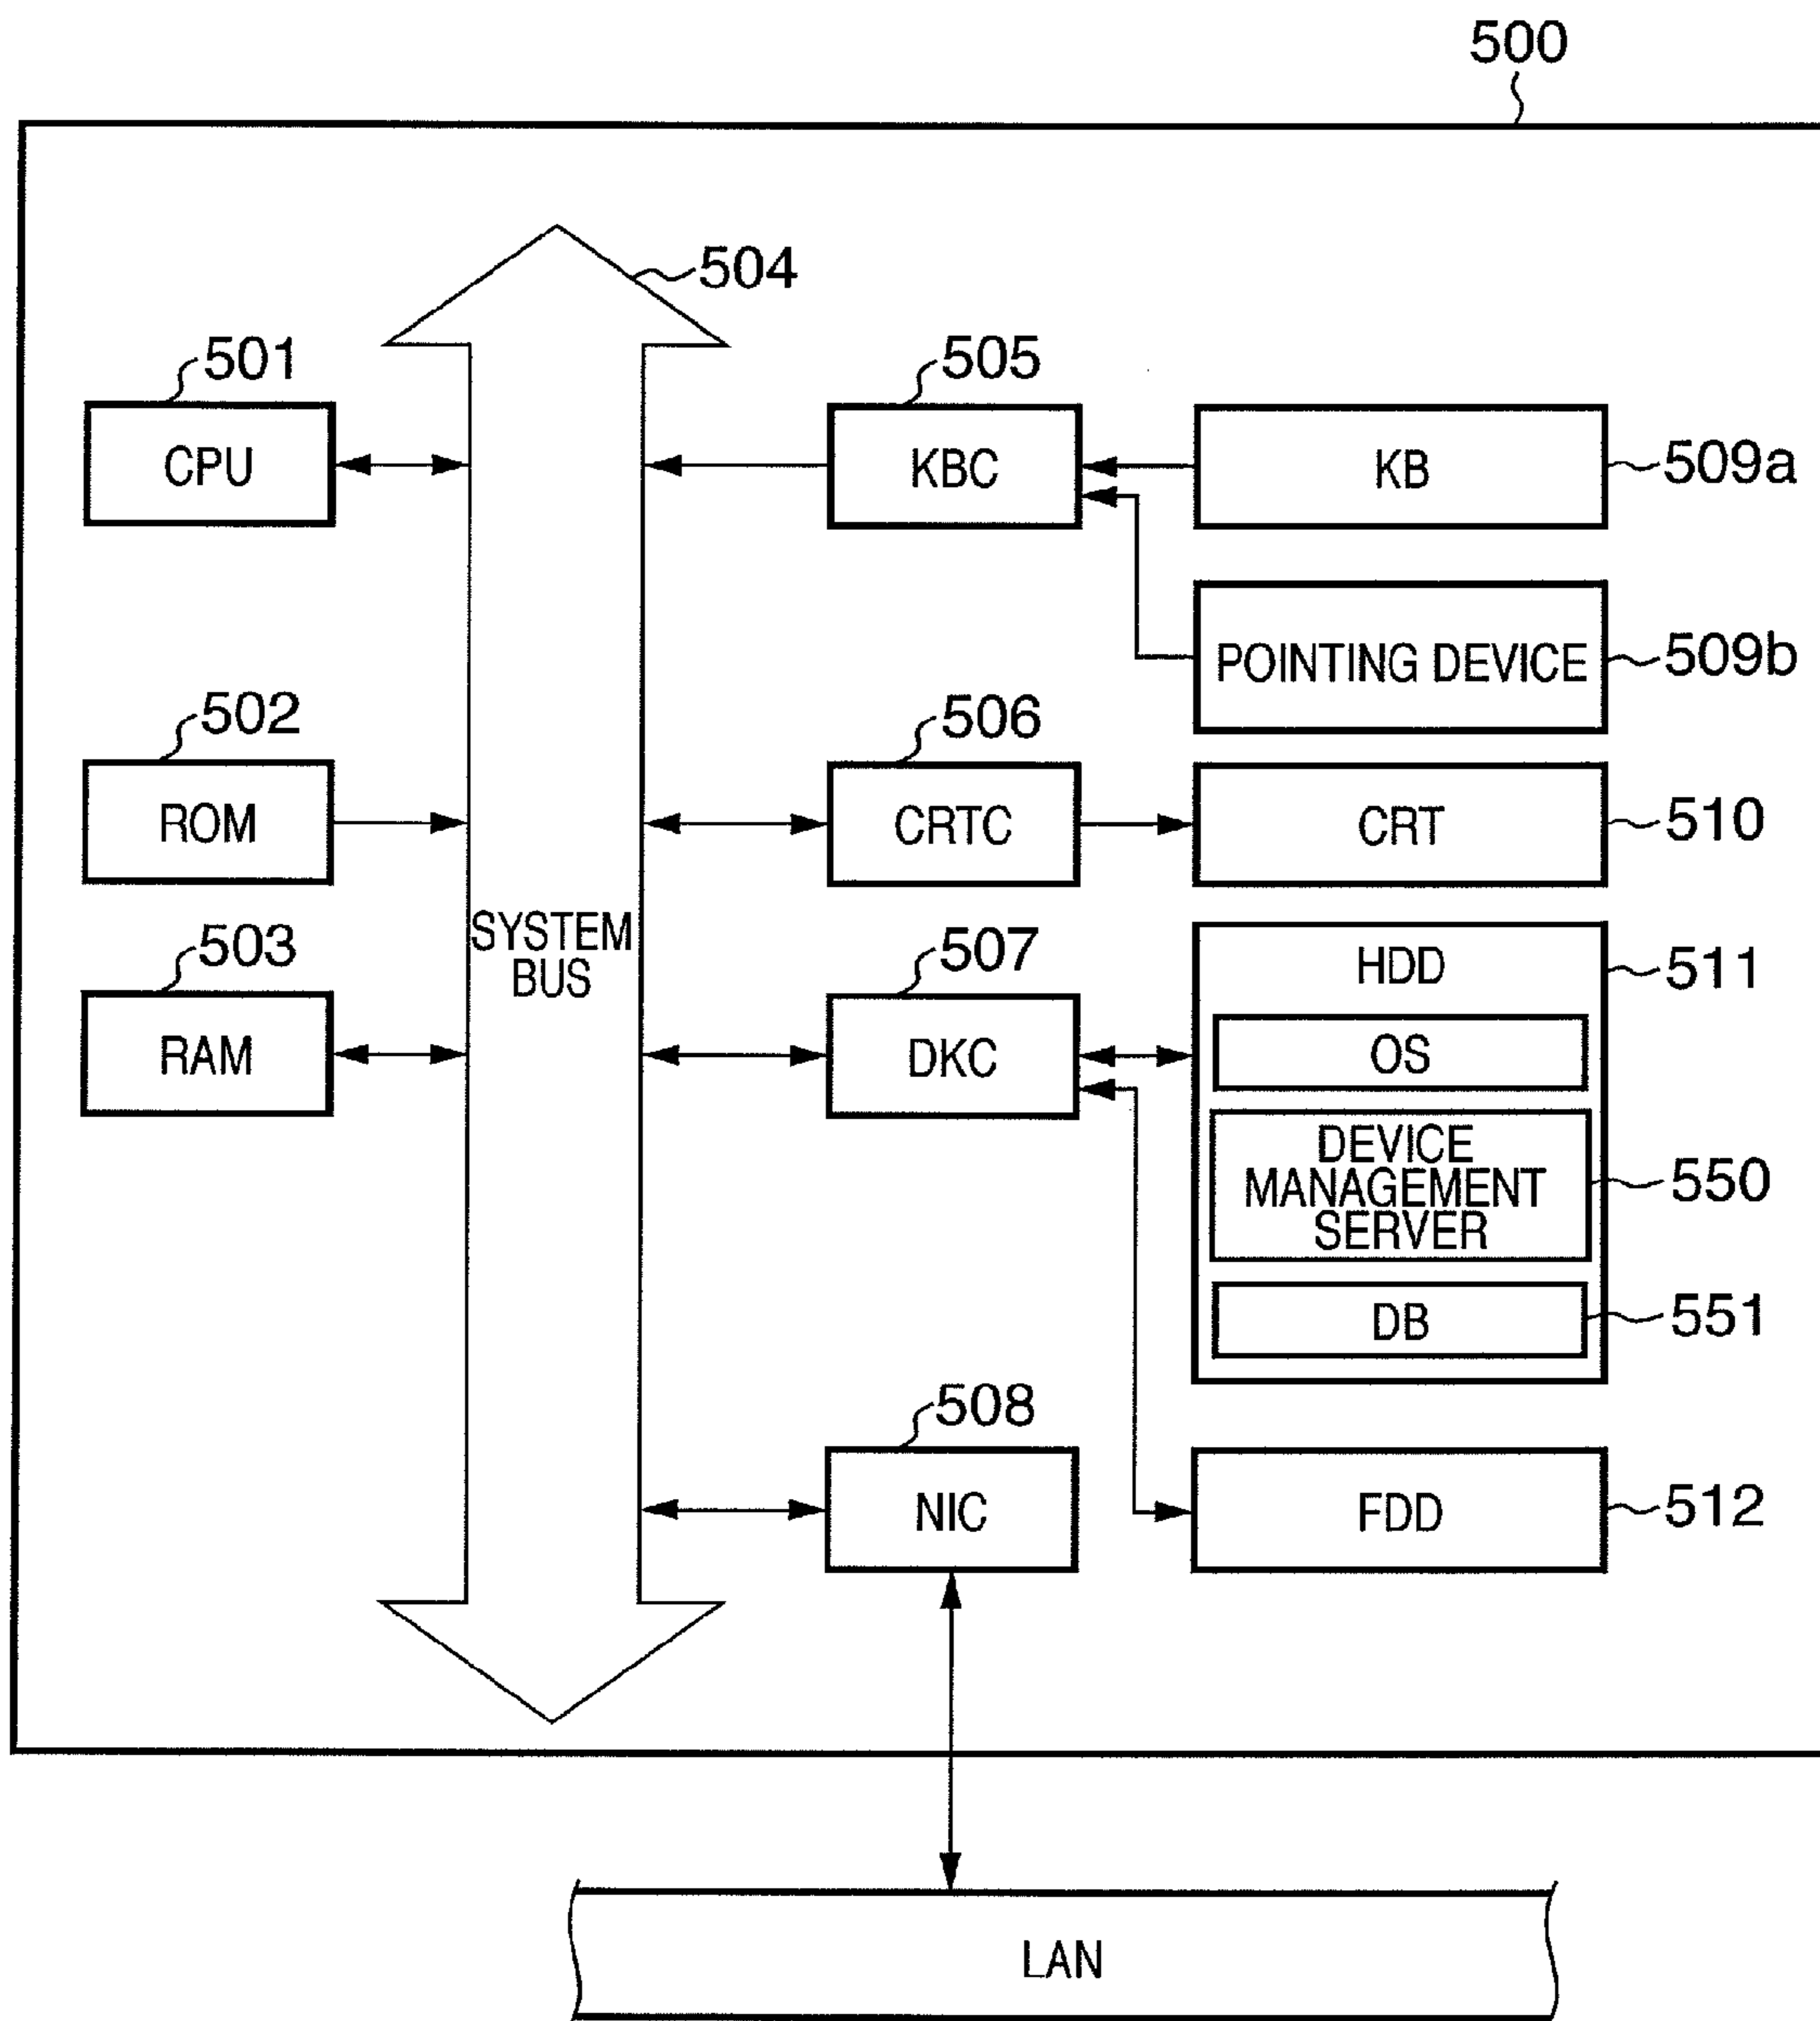 500
504
501
CPU
505
KBC
KB
509a
POINTING DEVICE
509b
502
ROM
506
CRTC
CRT
510
SYSTEM
BUS
503
RAM
507
DKC
HDD
511
OS
DEVICE
MANAGEMENT
SERVER
550
DB
551
508
NIC
FDD
512
LAN